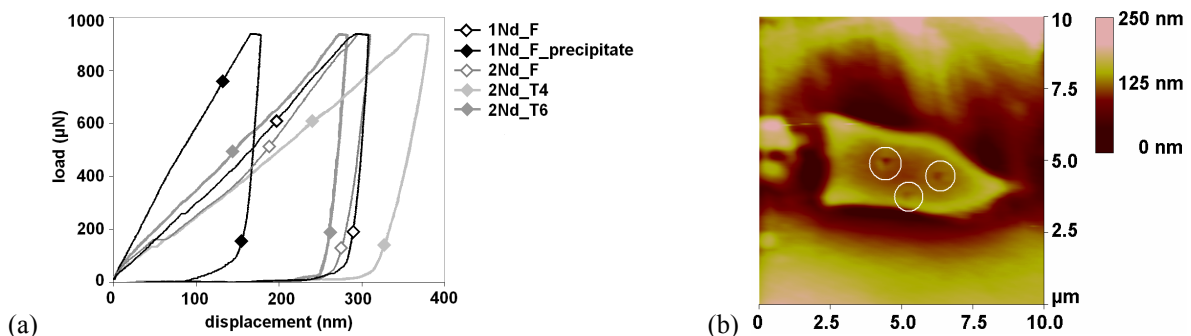 1000
800
600
400
200
0
load (µN)
0 100 200 300 400
displacement (nm)
1Nd_F
1Nd_F_precipitate
2Nd_F
2Nd_T4
2Nd_T6
(a)
10
7.5
5.0
2.5
µm
0 2.5 5.0 7.5 10.0
250 nm
125 nm
0 nm
(b)